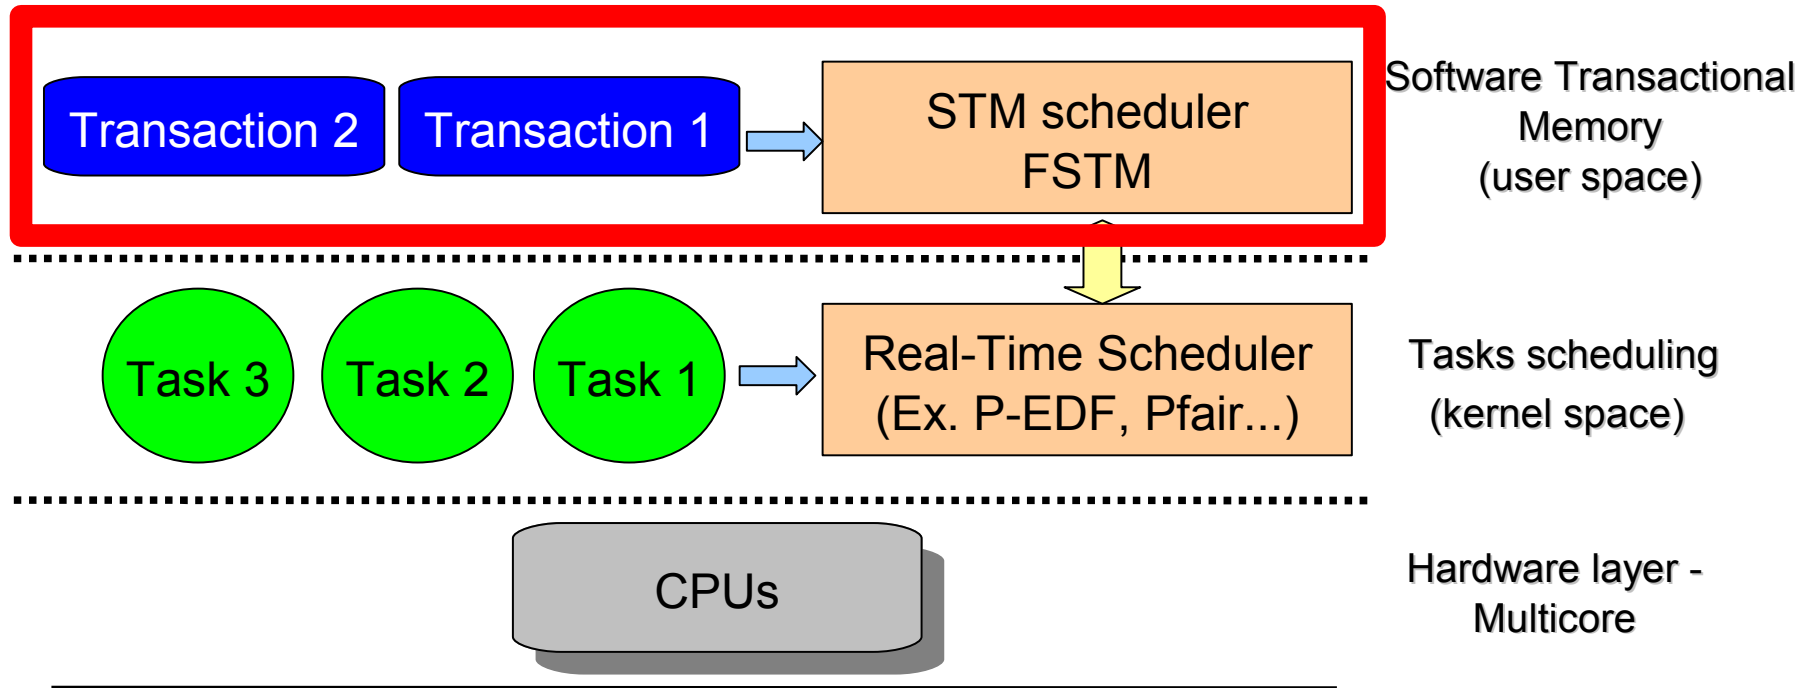 Transaction 2
Transaction 1
STM scheduler
FSTM
Software Transactional
Memory
(user space)
Task 3
Task 2
Task 1
Real-Time Scheduler
(Ex. P-EDF, Pfair...)
Tasks scheduling
(kernel space)
CPUs
Hardware layer -
Multicore